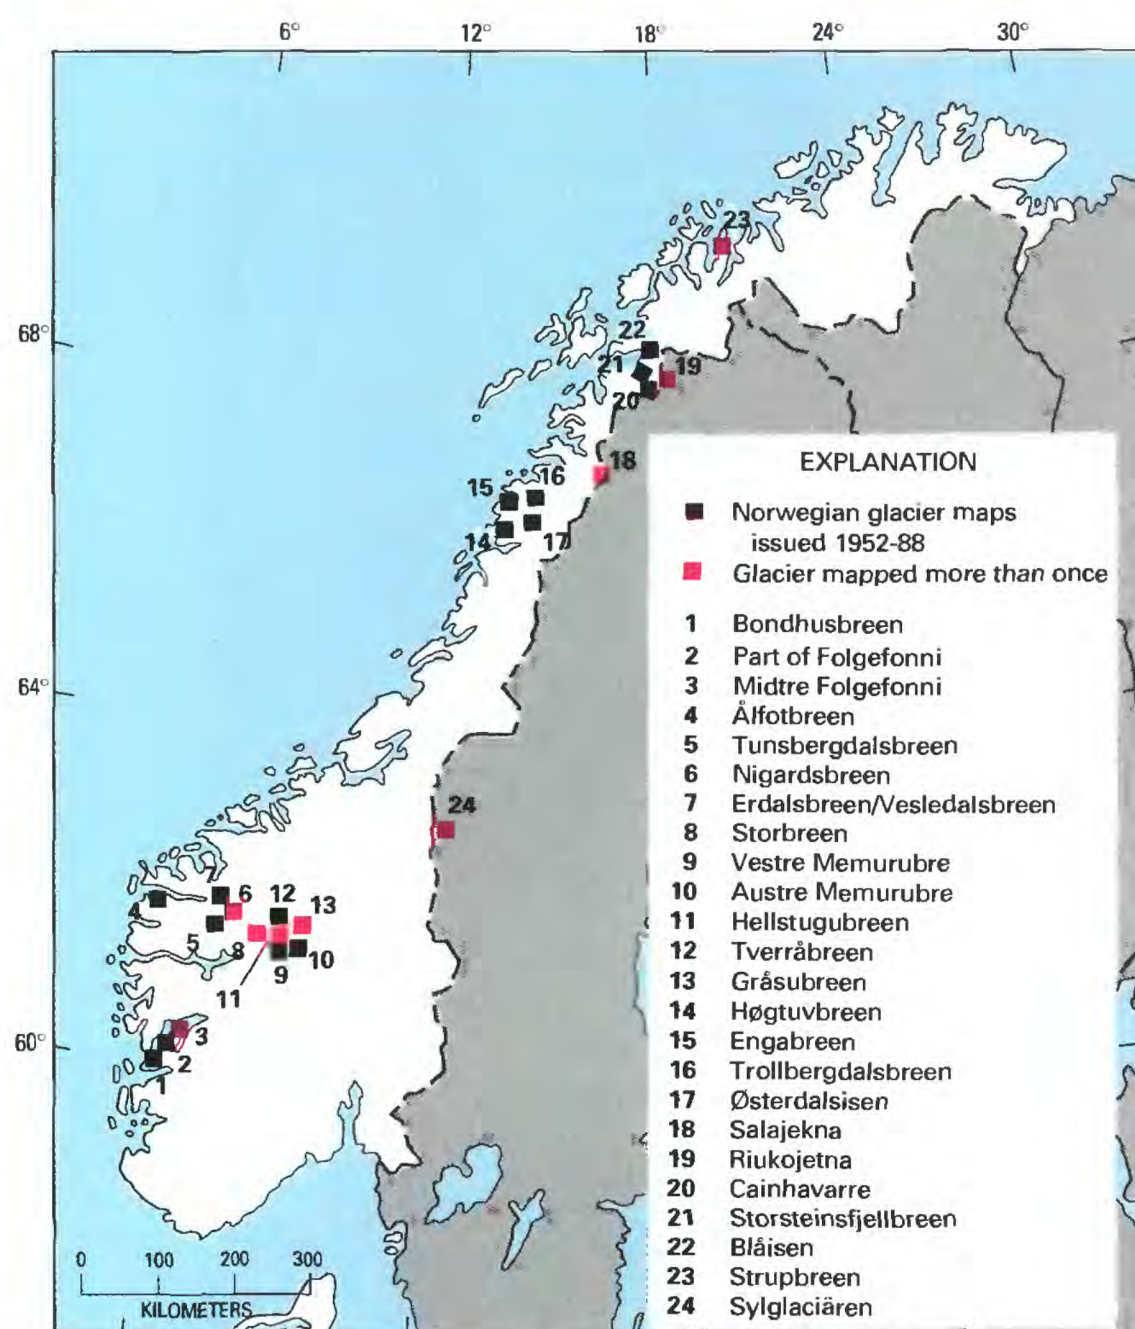 6° 12° 18° 24° 30°
23
68°
22
21 19
20
18
16
15
14 17
64°
24
7
6 12 13
4
5 8 9 10
11
60°
3
2
1
0 100 200 300
KILOMETERS
EXPLANATION
Norwegian glacier maps
issued 1952-88
Glacier mapped more than once
1 Bondhusbreen
2 Part of Folgefonni
3 Midtre Folgefonni
4 Ålfotbreen
5 Tunsbergdalsbreen
6 Nigardsbreen
7 Erdalsbreen/Vesledalsbreen
8 Storbreen
9 Vestre Memurubre
10 Austre Memurubre
11 Hellstugubreen
12 Tverråbreen
13 Gråsubreen
14 Høgtuvbreen
15 Engabreen
16 Trollbergdalsbreen
17 Østerdalsisen
18 Salajekna
19 Riukojetna
20 Cainhavarre
21 Storsteinsfjellbreen
22 Blåisen
23 Strupbreen
24 Sylglaciären